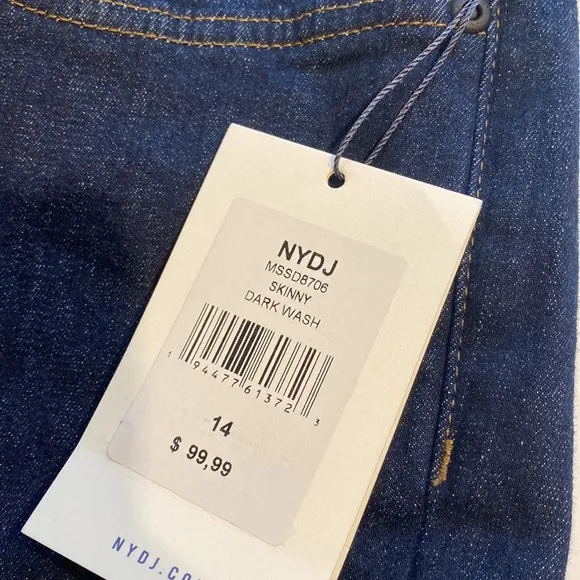 NYDJ
MSSD8706
SKINNY
DARK WASH
1 94477 61372 3
14
$ 99,99
NYDJ.CO